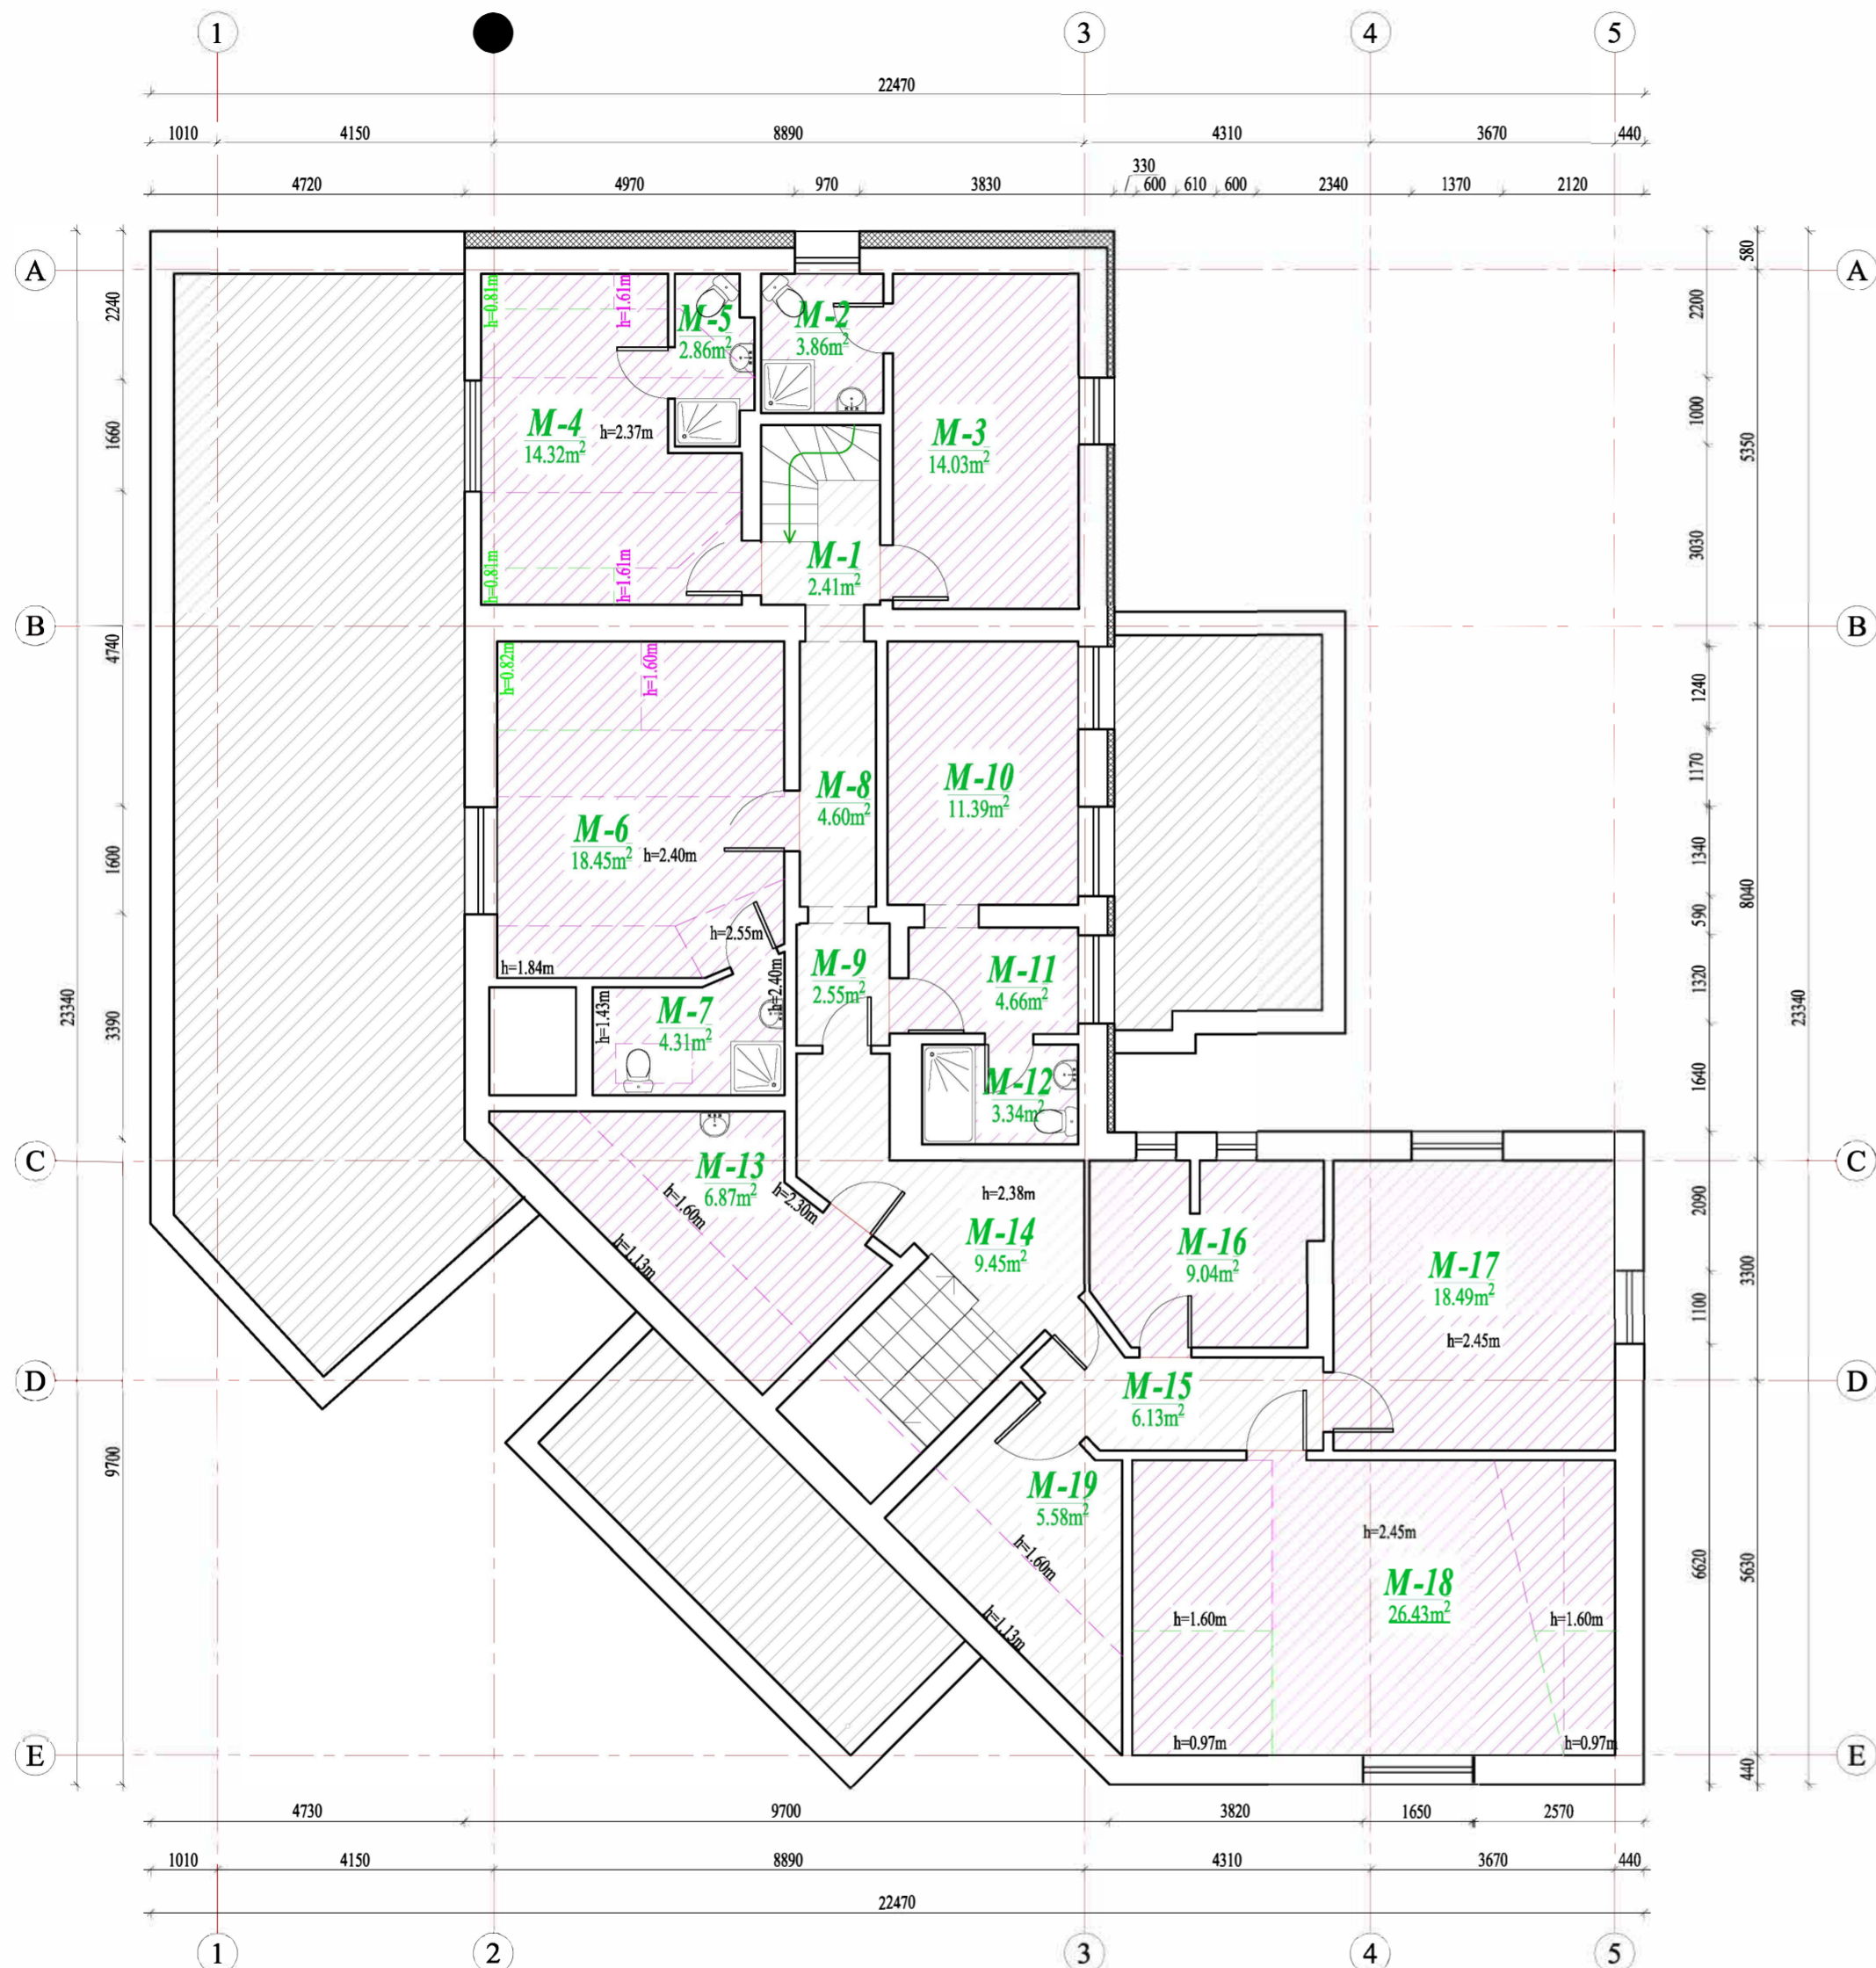 1 3 4 5
22470
1010 4150 8890 4310 3670 440
330
4720 4970 970 3830 600 610 600 2340 1370 2120
A A
B B
C C
D D
E E
2240
1660
4740
1600
3390
9700
23340
2200
1000
3030
1240
1170
1340
590
1320
1640
2090
1100
6620
580
5350
8040
3300
5630
440
23340
h=0.81m
h=1.61m
M-5
2.86m²
M-2
3.86m²
M-4
14.32m²
h=2.37m
M-3
14.03m²
h=0.81m
h=1.61m
M-1
2.41m²
h=0.82m
h=1.60m
M-8
4.60m²
M-10
11.39m²
M-6
18.45m²
h=2.40m
h=2.55m
h=1.84m
h=2.40m
M-9
2.55m²
M-11
4.66m²
h=1.43m
M-7
4.31m²
M-12
3.34m²
M-13
6.87m²
h=1.60m
h=2.30m
h=1.13m
h=2.38m
M-14
9.45m²
M-16
9.04m²
M-17
18.49m²
h=2.45m
M-15
6.13m²
M-19
5.58m²
h=1.60m
h=1.13m
h=2.45m
M-18
26.43m²
h=1.60m
h=1.60m
h=0.97m
h=0.97m
4730 9700 3820 1650 2570
1010 4150 8890 4310 3670 440
22470
1 2 3 4 5